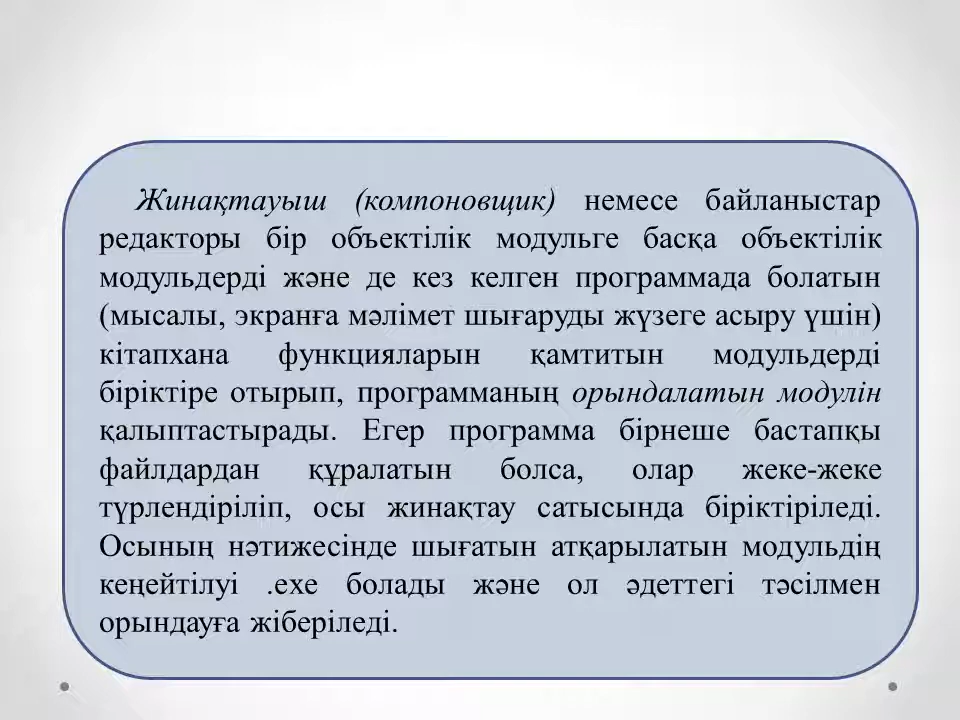 Жинақтауыш (компоновщик) немесе байланыстар
редакторы бір объектілік модульге басқа объектілік
модульдерді және де кез келген программада болатын
(мысалы, экранға мәлімет шығаруды жүзеге асыру үшін)
кітапхана функцияларын қамтитын модульдерді
біріктіре отырып, программаның орындалатын модулін
қалыптастырады. Егер программа бірнеше бастапқы
файлдардан құралатын болса, олар жеке-жеке
түрлендіріліп, осы жинақтау сатысында біріктіріледі.
Осының нәтижесінде шығатын атқарылатын модульдің
кеңейтілуі .exe болады және ол әдеттегі тәсілмен
орындауға жіберіледі.